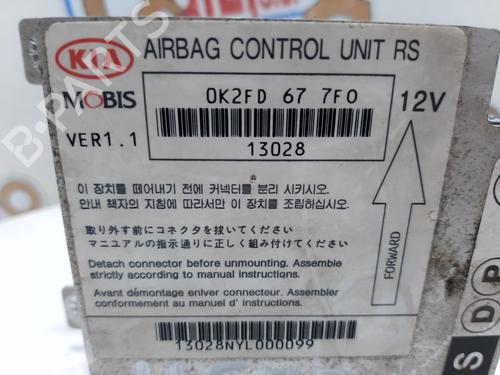 KIA AIRBAG CONTROL UNIT RS
MOBIS
0K2FD 67 7F0
12V
VER1.1
13028
이 장치를 떼어내기 전에 커넥터를 분리 시키시오.
안내 책자의 지침에 따라서만 이 장치를 조립하십시오.
取り外す前にコネクタを抜いてください
マニュアルの指示通りに正しく組み付けてください
Detach connector before unmounting. Assemble
strictly according to manual instructions.
Avant démontage enlver connecteur. Assembler
conformement au manuel d' instructions.
FORWARD
13028NYL000099
S D P
B-PARTS